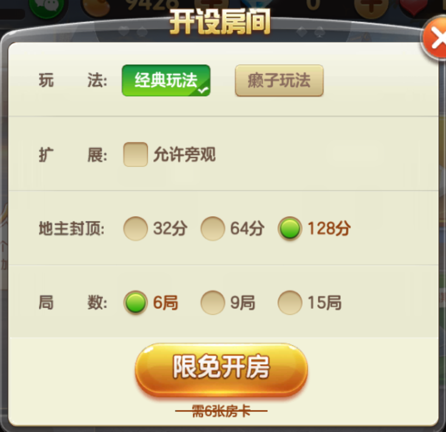 9426
0
开设房间
玩 法: 经典玩法 癞子玩法
扩 展: 允许旁观
地主封顶: 32分 64分 128分
局 数: 6局 9局 15局
限免开房
需6张房卡